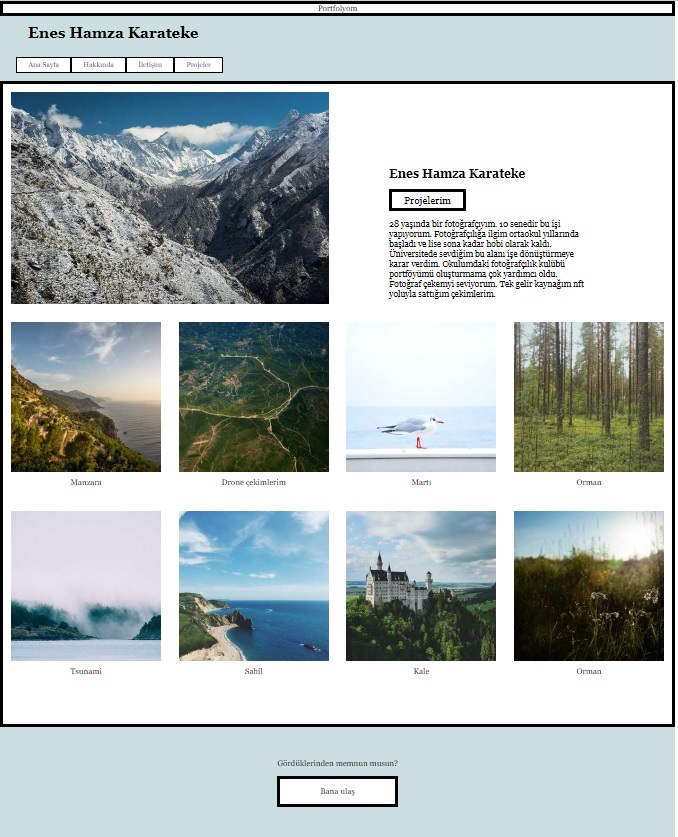 Portfolyom
Enes Hamza Karateke
Ana Sayfa
Hakkında
İletişim
Projeler
Enes Hamza Karateke
Projelerim
28 yaşında bir fotoğrafçıyım. 10 senedir bu işi
yapıyorum. Fotoğrafçılığa ilgim ortaokul yıllarında
başladı ve lise sona kadar hobi olarak kaldı.
Üniversitede sevdiğim bu alanı işe dönüştürmeye
karar verdim. Okulumdaki fotoğrafçılık kulübü
portföyümü oluşturmama çok yardımcı oldu.
Fotoğraf çekemyi seviyorum. Tek gelir kaynağım nft
yoluyla sattığım çekimlerim.
Manzara
Drone çekimlerim
Martı
Orman
Tsunami
Sahil
Kale
Orman
Gördüklerinden memnun musun?
Bana ulaş